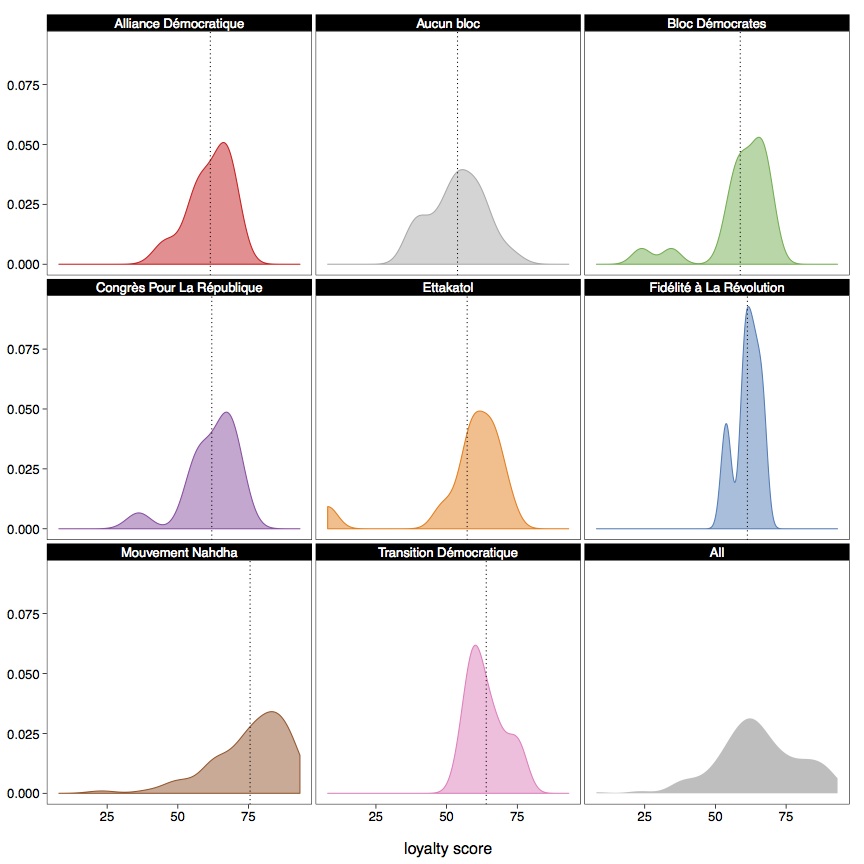 Alliance Démocratique
Aucun bloc
Bloc Démocrates
0.075
0.050
0.025
0.000
Congrès Pour La République
Ettakatol
Fidélité à La Révolution
0.075
0.050
0.025
0.000
Mouvement Nahdha
Transition Démocratique
All
0.075
0.050
0.025
0.000
25 50 75
25 50 75
25 50 75
loyalty score